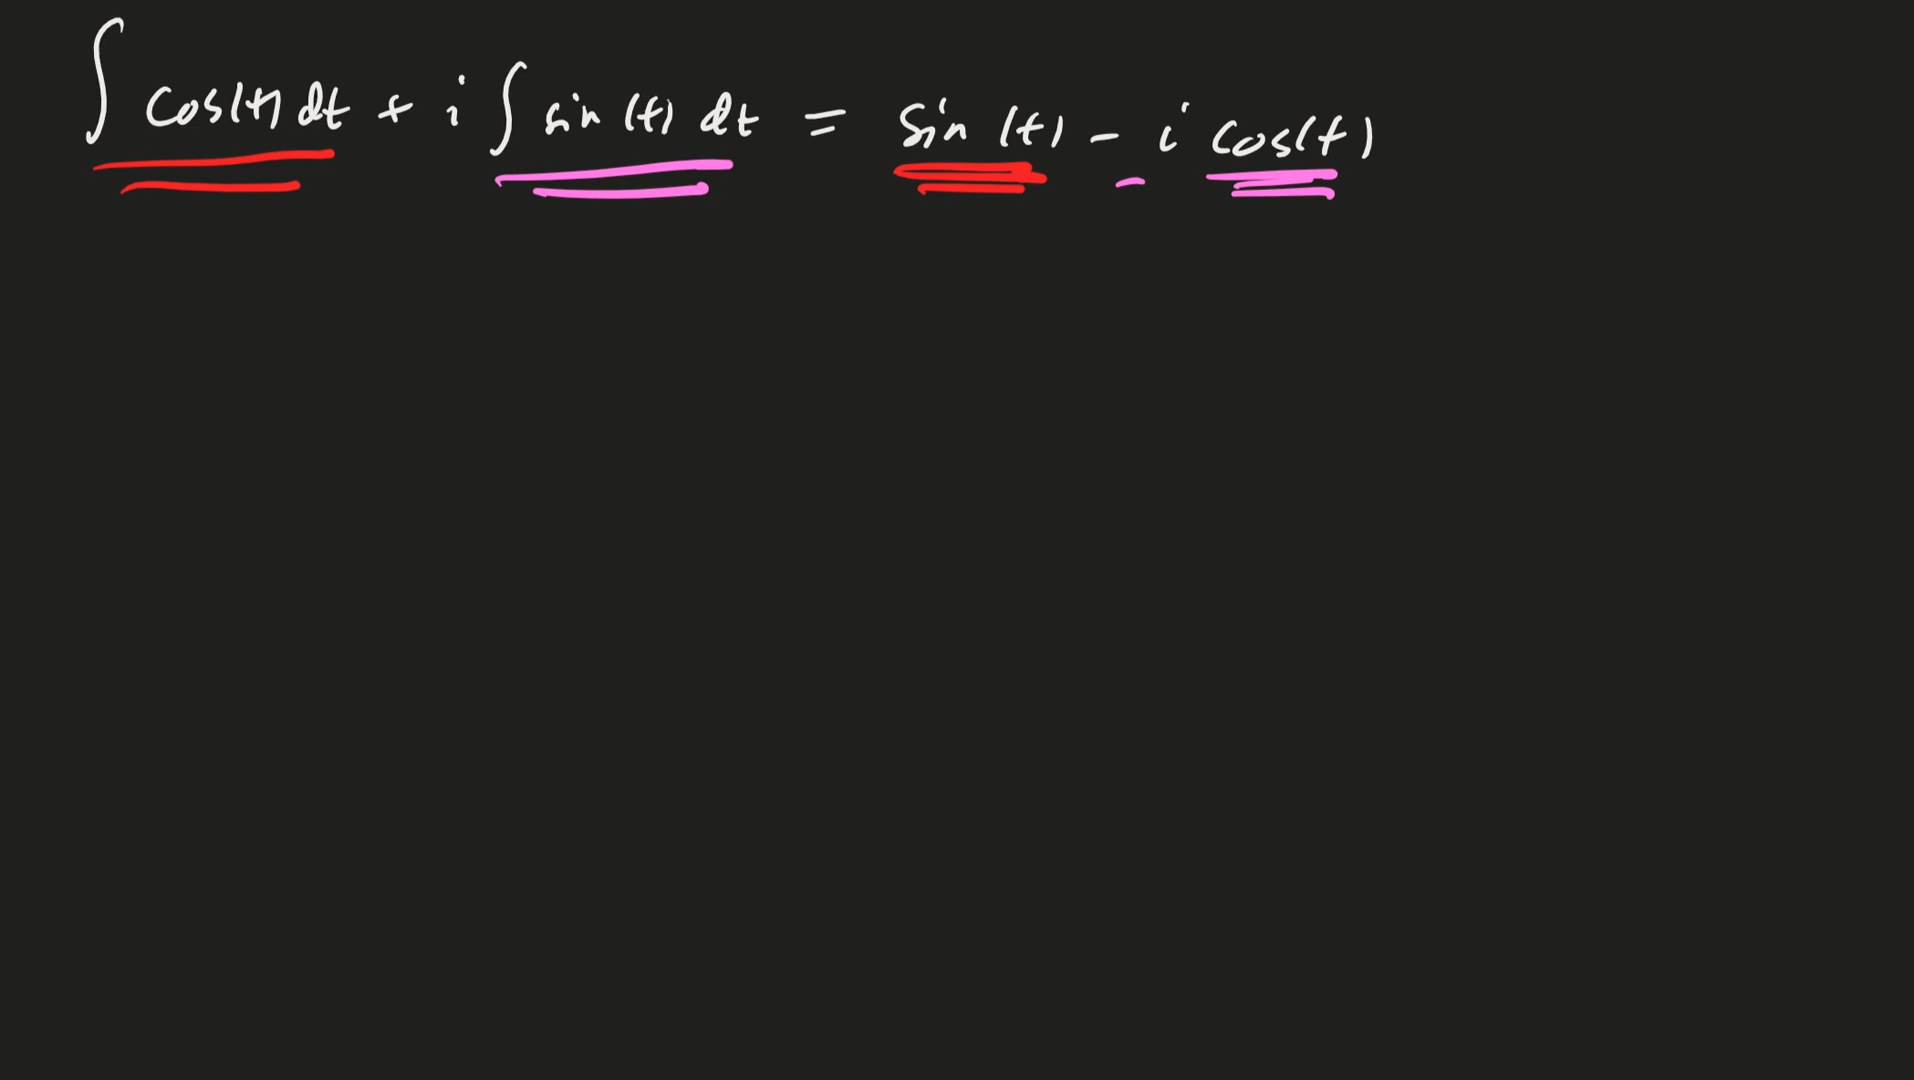 ∫ cos(t) dt + i ∫ sin(t) dt = sin(t) - i cos(t)